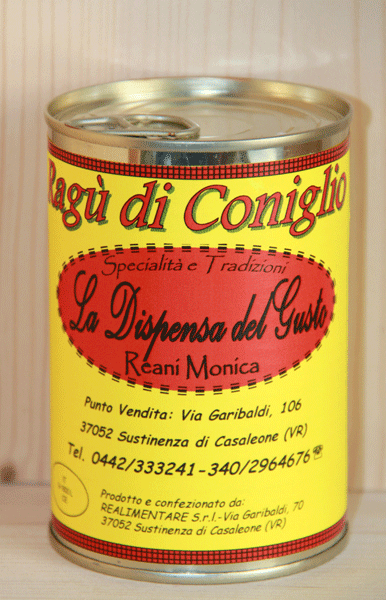 Ragù di Coniglio
Specialità e Tradizioni
La Dispensa del Gusto
Reani Monica
Punto Vendita: Via Garibaldi, 106
37052 Sustinenza di Casaleone (VR)
Tel. 0442/333241-340/2964676
Prodotto e confezionato da:
REALIMENTARE S.r.l.-Via Garibaldi, 70
37052 Sustinenza di Casaleone (VR)
IT
CE